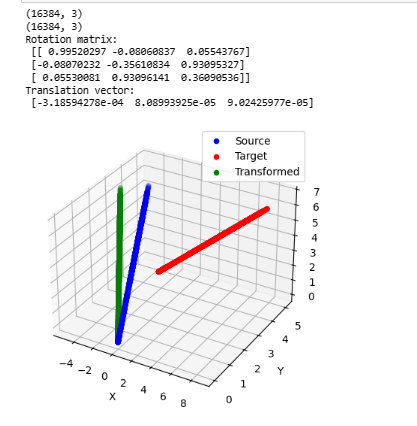 (16384, 3)
(16384, 3)
Rotation matrix:
[[ 0.99520297 -0.08060837 0.05543767]
[-0.08070232 -0.35610834 0.93095327]
[ 0.05530081 0.93096141 0.36090536]]
Translation vector:
[-3.18594278e-04 8.08993925e-05 9.02425977e-05]
Source
Target
Transformed
7
6
5
4
3
2
1
0
5
4
3
2
1
0
Y
−4
−2
0
2
4
6
8
X